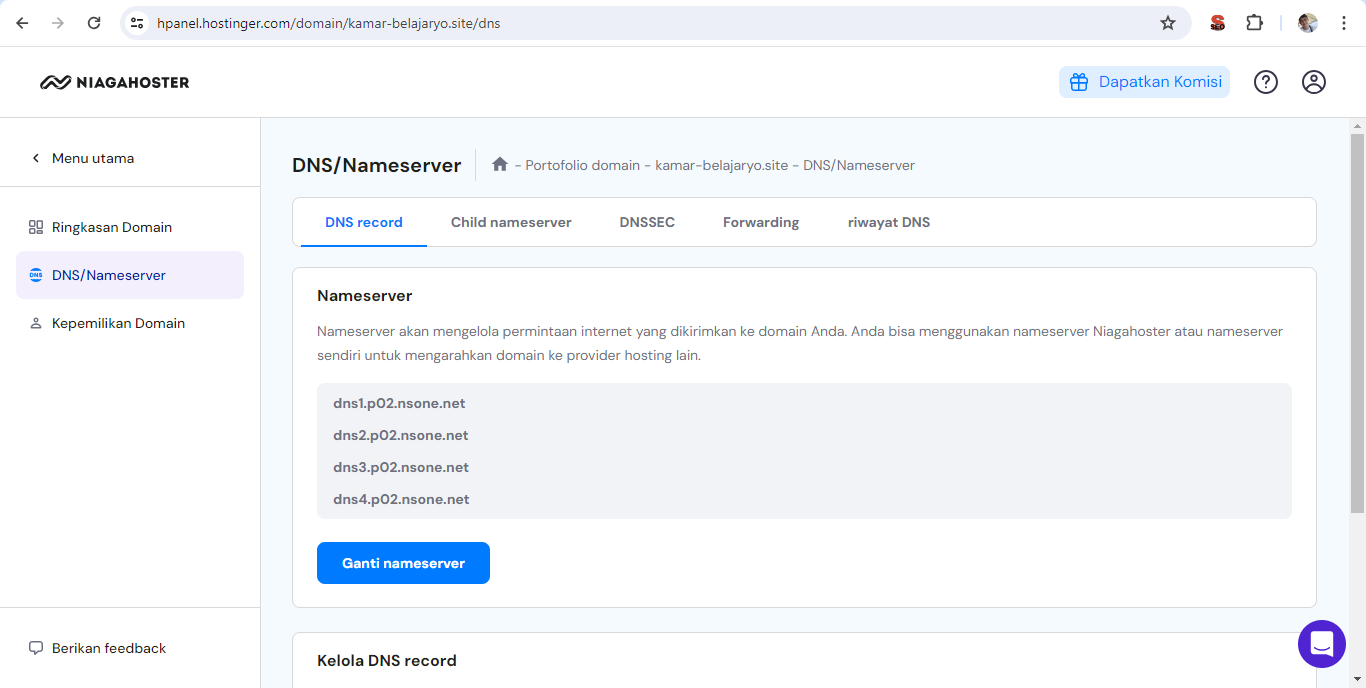 hpanel.hostinger.com/domain/kamar-belajaryo.site/dns
SEO
NIAGAHOSTER
Dapatkan Komisi
Menu utama
Ringkasan Domain
DNS
DNS/Nameserver
Kepemilikan Domain
Berikan feedback
DNS/Nameserver
- Portofolio domain - kamar-belajaryo.site - DNS/Nameserver
DNS record Child nameserver DNSSEC Forwarding riwayat DNS
Nameserver
Nameserver akan mengelola permintaan internet yang dikirimkan ke domain Anda. Anda bisa menggunakan nameserver Niagahoster atau nameserver
sendiri untuk mengarahkan domain ke provider hosting lain.
dns1.p02.nsone.net
dns2.p02.nsone.net
dns3.p02.nsone.net
dns4.p02.nsone.net
Ganti nameserver
Kelola DNS record